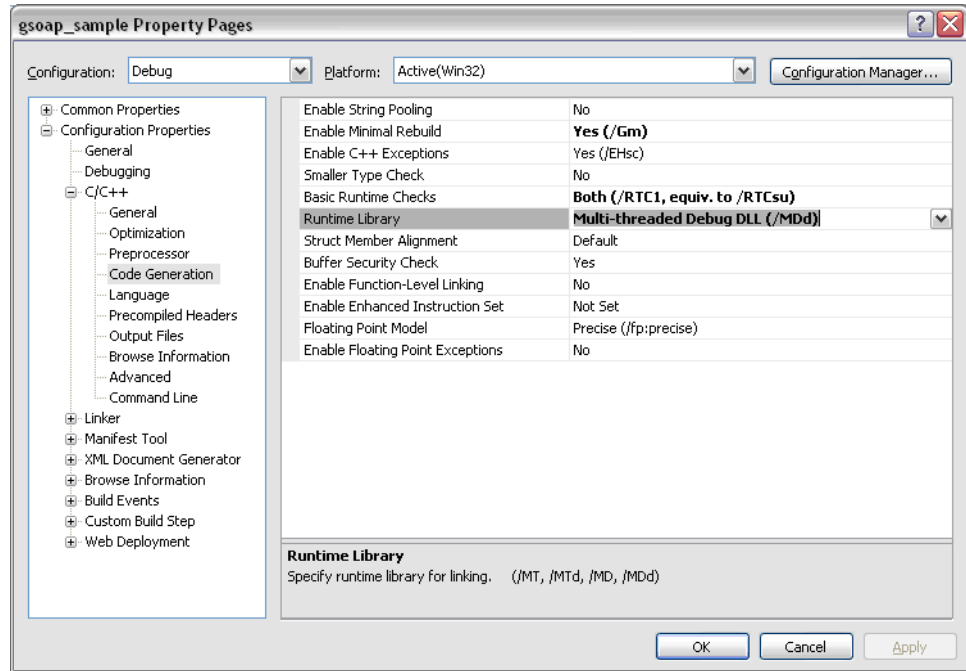 gsoap_sample Property Pages
Configuration: Debug Platform: Active(Win32) Configuration Manager...
Common Properties
Configuration Properties
General
Debugging
C/C++
General
Optimization
Preprocessor
Code Generation
Language
Precompiled Headers
Output Files
Browse Information
Advanced
Command Line
Linker
Manifest Tool
XML Document Generator
Browse Information
Build Events
Custom Build Step
Web Deployment
Enable String Pooling No
Enable Minimal Rebuild Yes (/Gm)
Enable C++ Exceptions Yes (/EHsc)
Smaller Type Check No
Basic Runtime Checks Both (/RTC1, equiv. to /RTCsu)
Runtime Library Multi-threaded Debug DLL (/MDd)
Struct Member Alignment Default
Buffer Security Check Yes
Enable Function-Level Linking No
Enable Enhanced Instruction Set Not Set
Floating Point Model Precise (/fp:precise)
Enable Floating Point Exceptions No
Runtime Library
Specify runtime library for linking. (/MT, /MTd, /MD, /MDd)
OK Cancel Apply